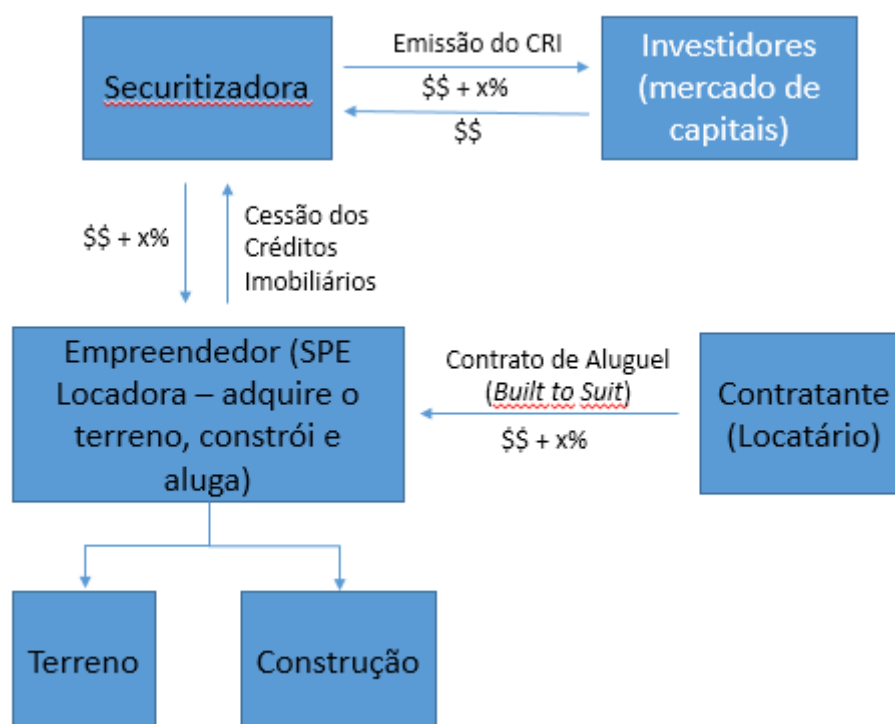 Securitizadora
Emissão do CRI
$$ + x%
$$
Investidores
(mercado de
capitais)
$$ + x%
Cessão dos
Créditos
Imobiliários
Empreendedor (SPE
Locadora – adquire o
terreno, constrói e
aluga)
Contrato de Aluguel
(Built to Suit)
$$ + x%
Contratante
(Locatário)
Terreno
Construção